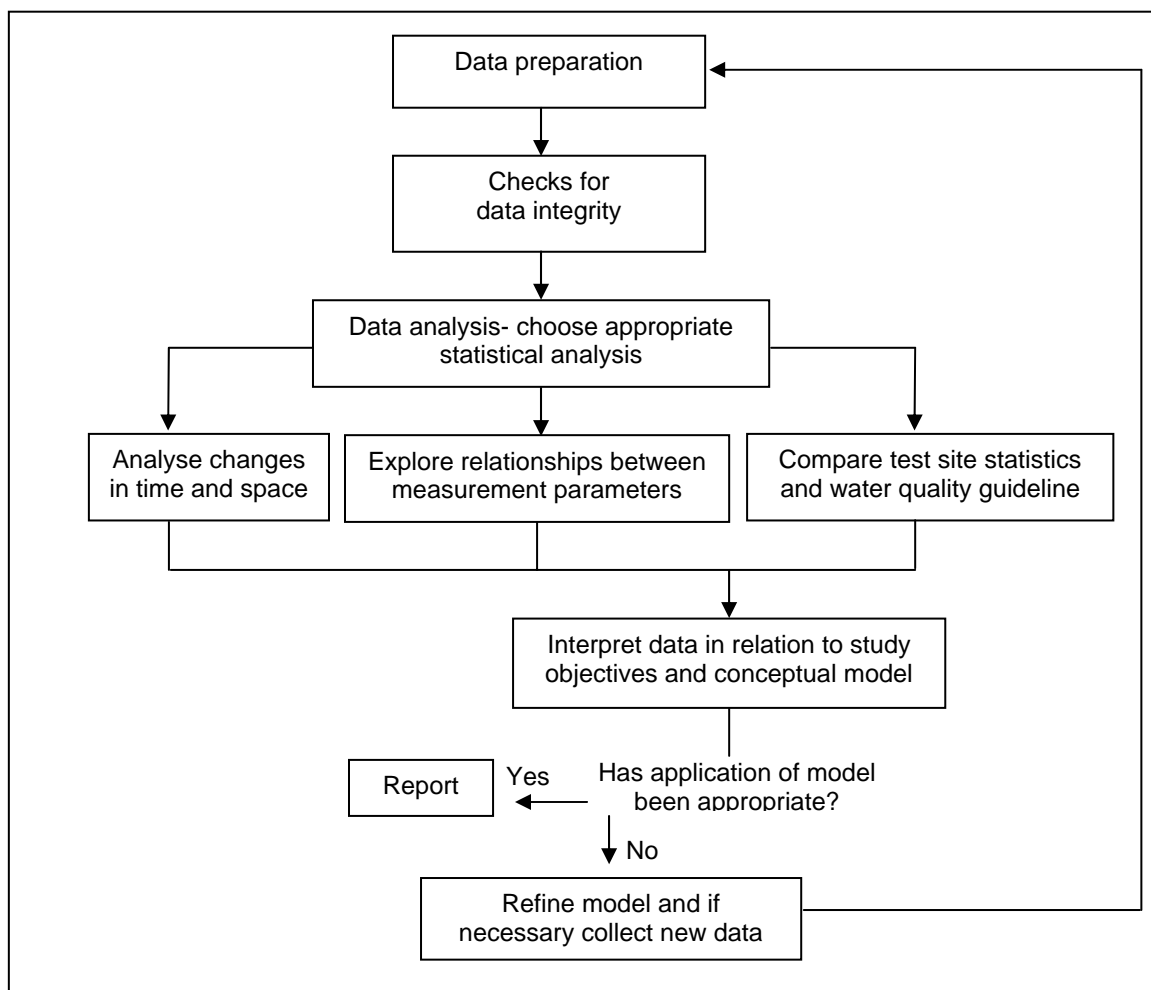 Data preparation
Checks for
data integrity
Data analysis- choose appropriate
statistical analysis
Analyse changes
in time and space
Explore relationships between
measurement parameters
Compare test site statistics
and water quality guideline
Interpret data in relation to study
objectives and conceptual model
Report
Yes
Has application of model
been appropriate?
No
Refine model and if
necessary collect new data